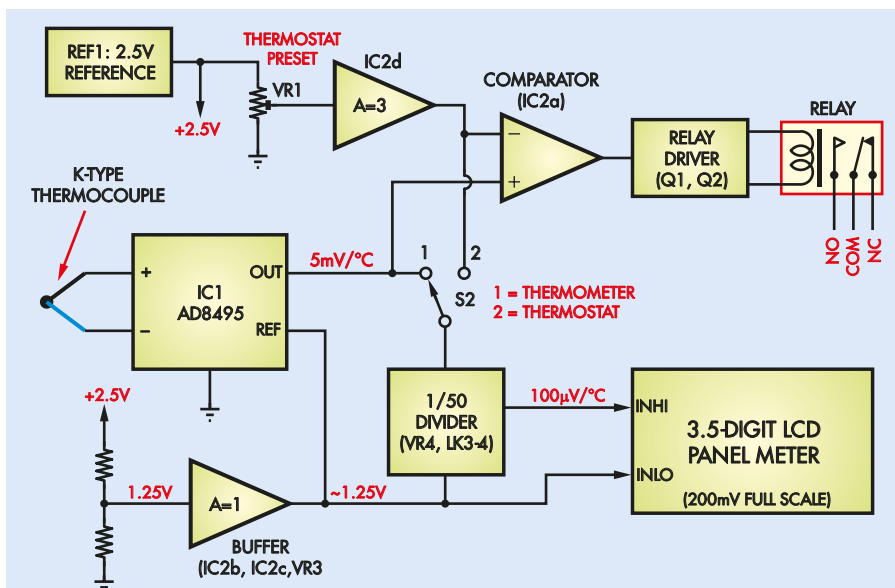 REF1: 2.5V
REFERENCE
+2.5V
THERMOSTAT
PRESET
VR1
IC2d
A=3
COMPARATOR
(IC2a)
−
+
RELAY
DRIVER
(Q1, Q2)
RELAY
NO
COM
NC
K-TYPE
THERMOCOUPLE
+
−
IC1
AD8495
OUT
REF
5mV/°C
1
2
S2
1 = THERMOMETER
2 = THERMOSTAT
1/50
DIVIDER
(VR4, LK3-4)
100µV/°C
INHI
INLO
3.5-DIGIT LCD
PANEL METER
(200mV FULL SCALE)
+2.5V
1.25V
A=1
~1.25V
BUFFER
(IC2b, IC2c,VR3